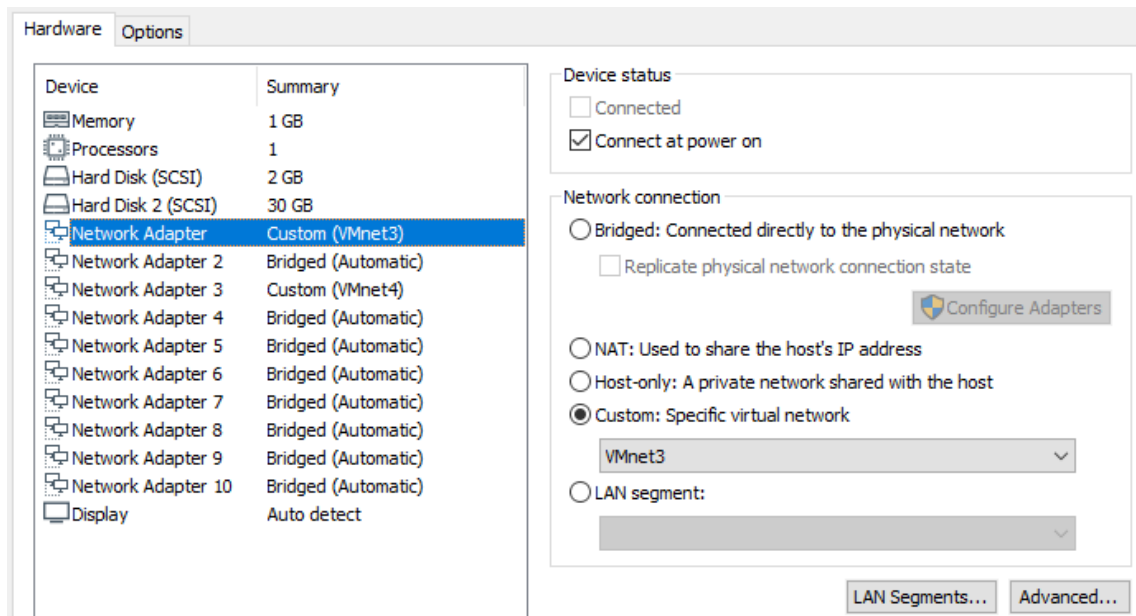 Hardware
Options
Device Summary
Memory 1 GB
Processors 1
Hard Disk (SCSI) 2 GB
Hard Disk 2 (SCSI) 30 GB
Network Adapter Custom (VMnet3)
Network Adapter 2 Bridged (Automatic)
Network Adapter 3 Custom (VMnet4)
Network Adapter 4 Bridged (Automatic)
Network Adapter 5 Bridged (Automatic)
Network Adapter 6 Bridged (Automatic)
Network Adapter 7 Bridged (Automatic)
Network Adapter 8 Bridged (Automatic)
Network Adapter 9 Bridged (Automatic)
Network Adapter 10 Bridged (Automatic)
Display Auto detect
Device status
Connected
Connect at power on
Network connection
Bridged: Connected directly to the physical network
Replicate physical network connection state
Configure Adapters
NAT: Used to share the host's IP address
Host-only: A private network shared with the host
Custom: Specific virtual network
VMnet3
LAN segment:
LAN Segments... Advanced...